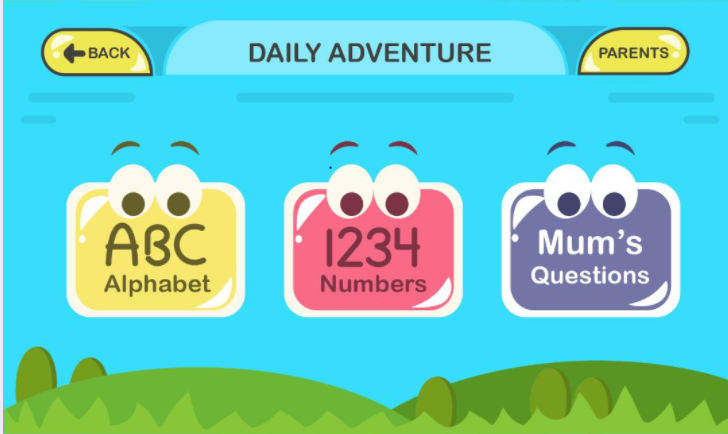 BACK
DAILY ADVENTURE
PARENTS
ABC
Alphabet
1234
Numbers
Mum's
Questions